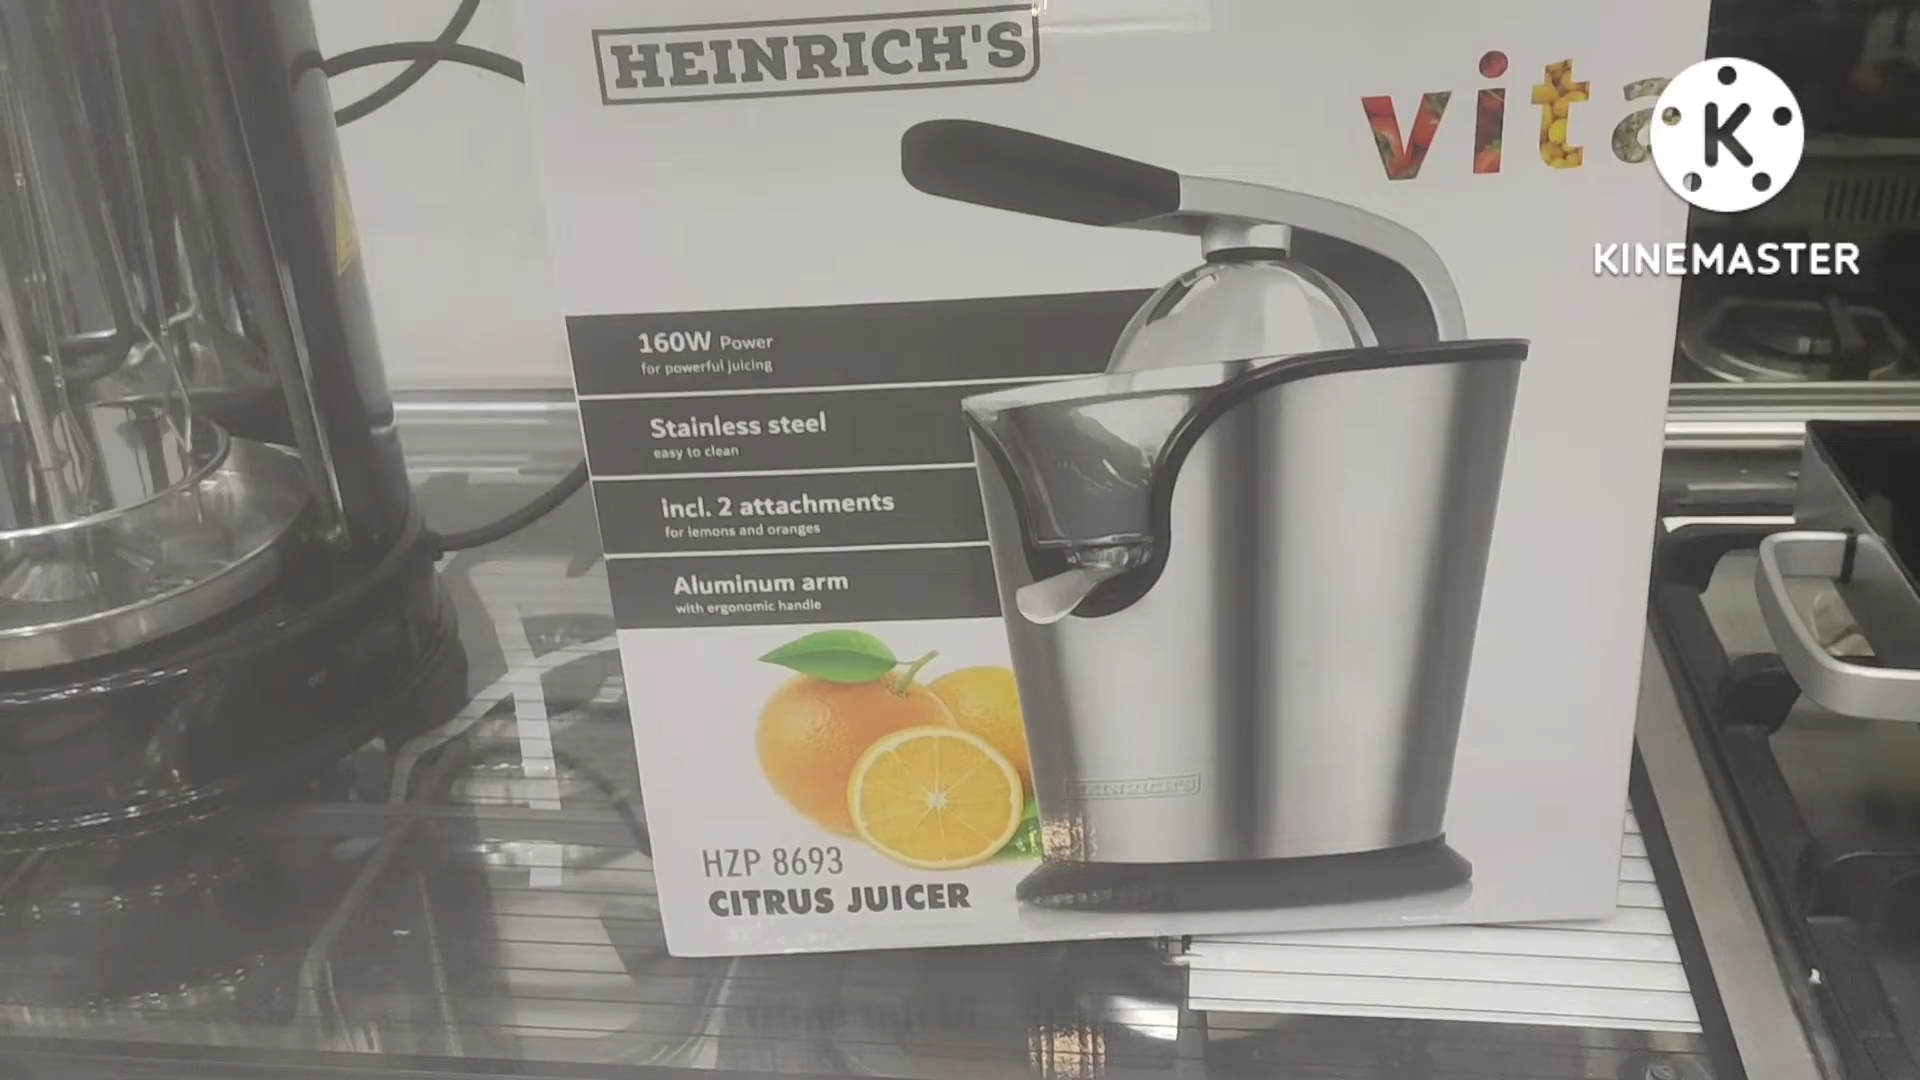 HEINRICH'S
vita
K
KINEMASTER
160W Power
for powerful juicing
Stainless steel
easy to clean
incl. 2 attachments
for lemons and oranges
Aluminum arm
with ergonomic handle
HEINRICH'S
HZP 8693
CITRUS JUICER